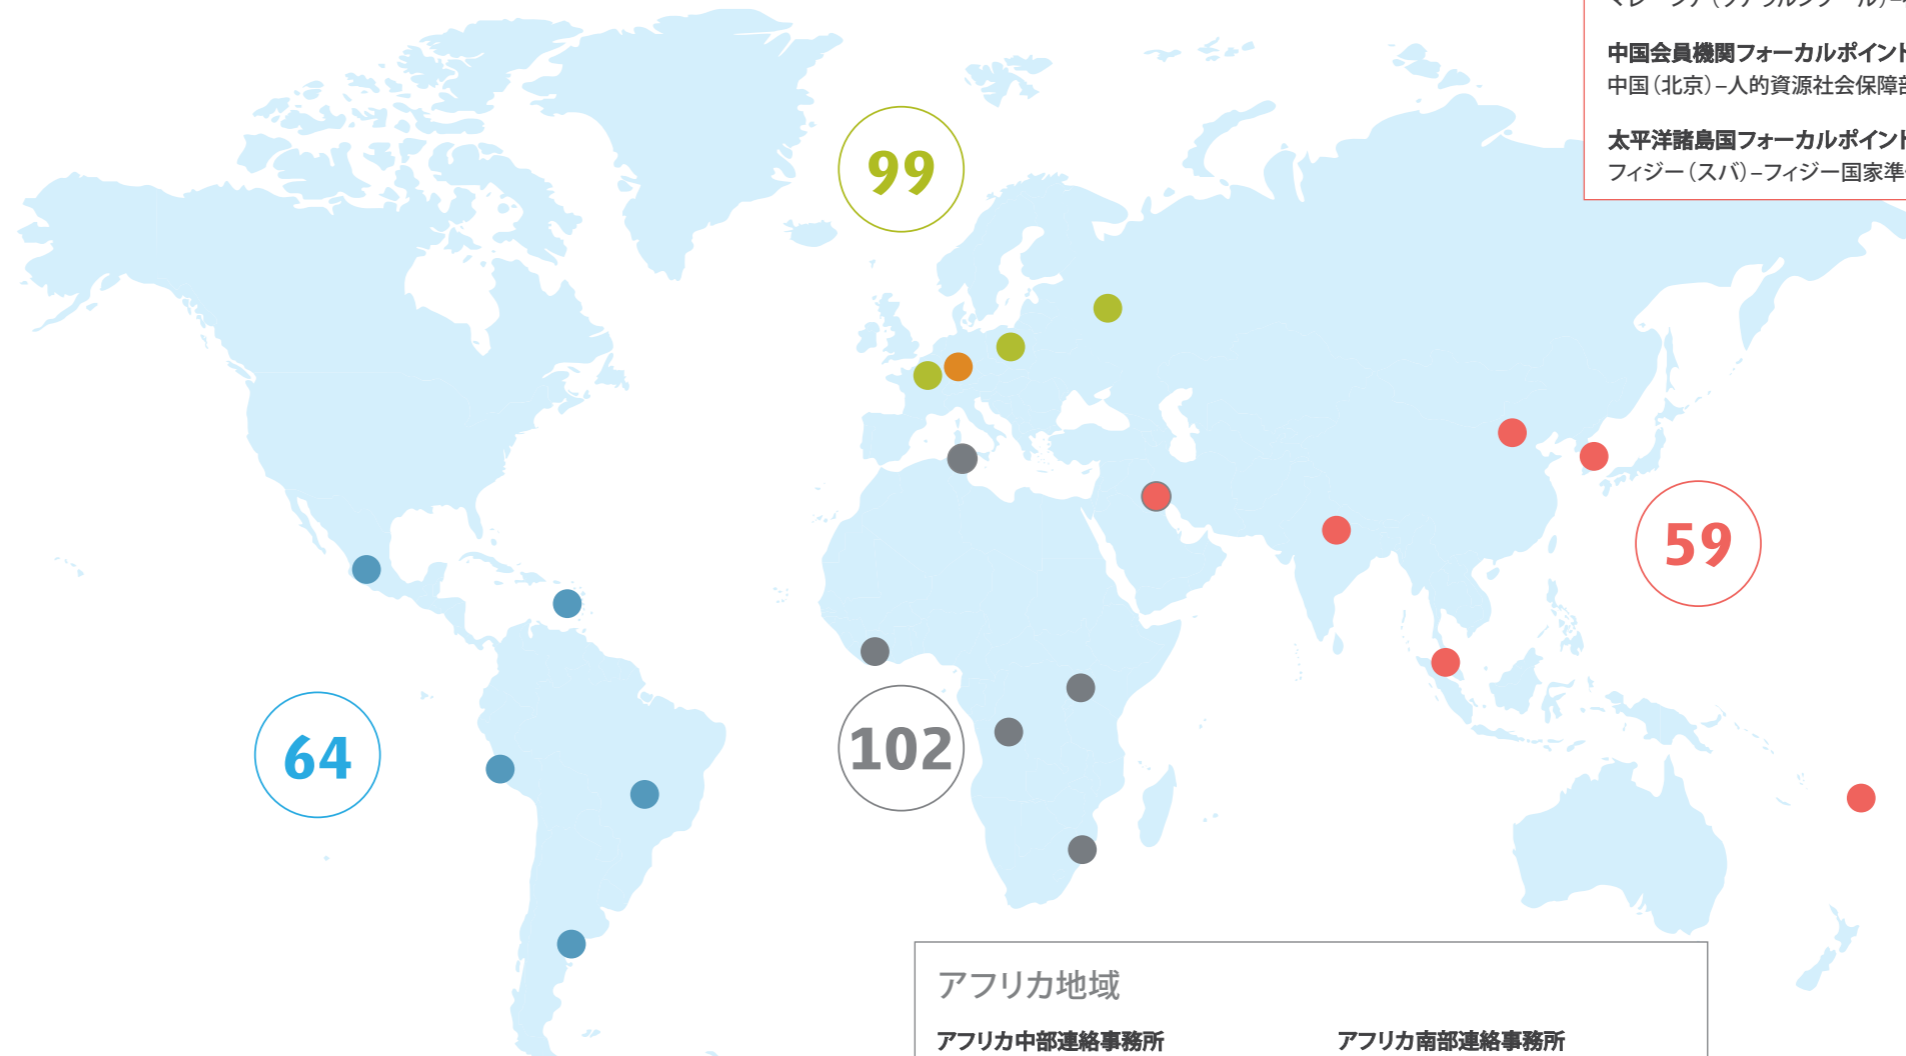 中国会員機関フォーカルポイント
中国(北京)–人的資源社会保障部
太平洋諸島国フォーカルポイント
フィジー(スバ)–フィジー国家準
99
59
64
102
アフリカ地域
アフリカ中部連絡事務所
アフリカ南部連絡事務所